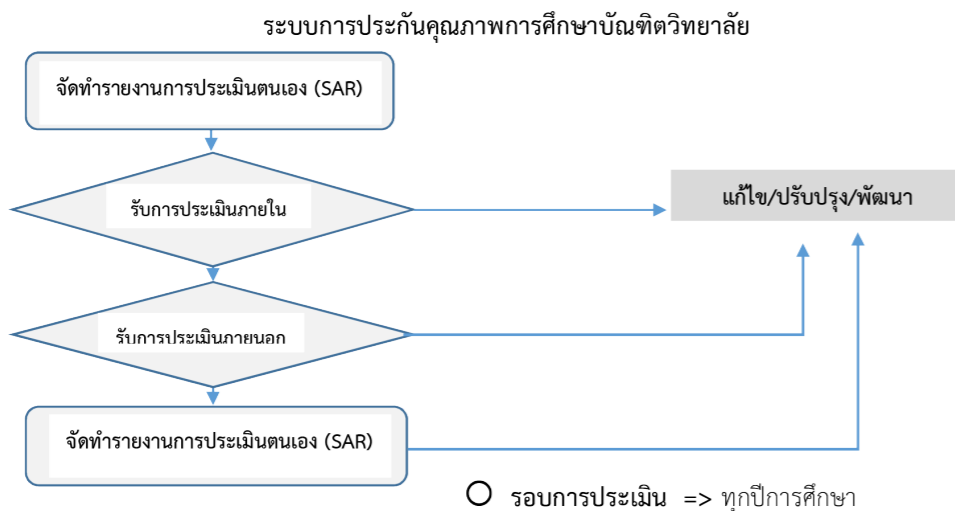 ระบบการประกันคุณภาพการศึกษาบัณฑิตวิทยาลัย
จัดทำรายงานการประเมินตนเอง (SAR)
รับการประเมินภายใน
แก้ไข/ปรับปรุง/พัฒนา
รับการประเมินภายนอก
จัดทำรายงานการประเมินตนเอง (SAR)
รอบการประเมิน => ทุกปีการศึกษา